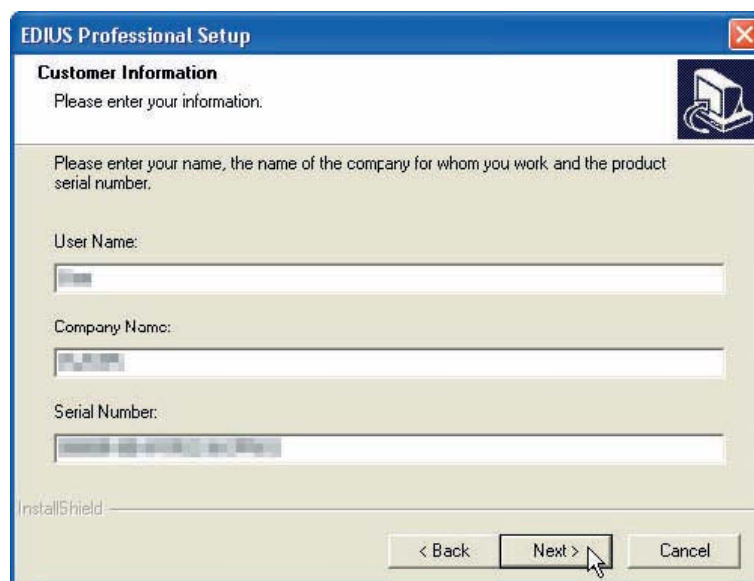 EDIUS Professional Setup
Customer Information
Please enter your information.
Please enter your name, the name of the company for whom you work and the product
serial number.
User Name:
Company Name:
Serial Number:
InstallShield
< Back
Next >
Cancel